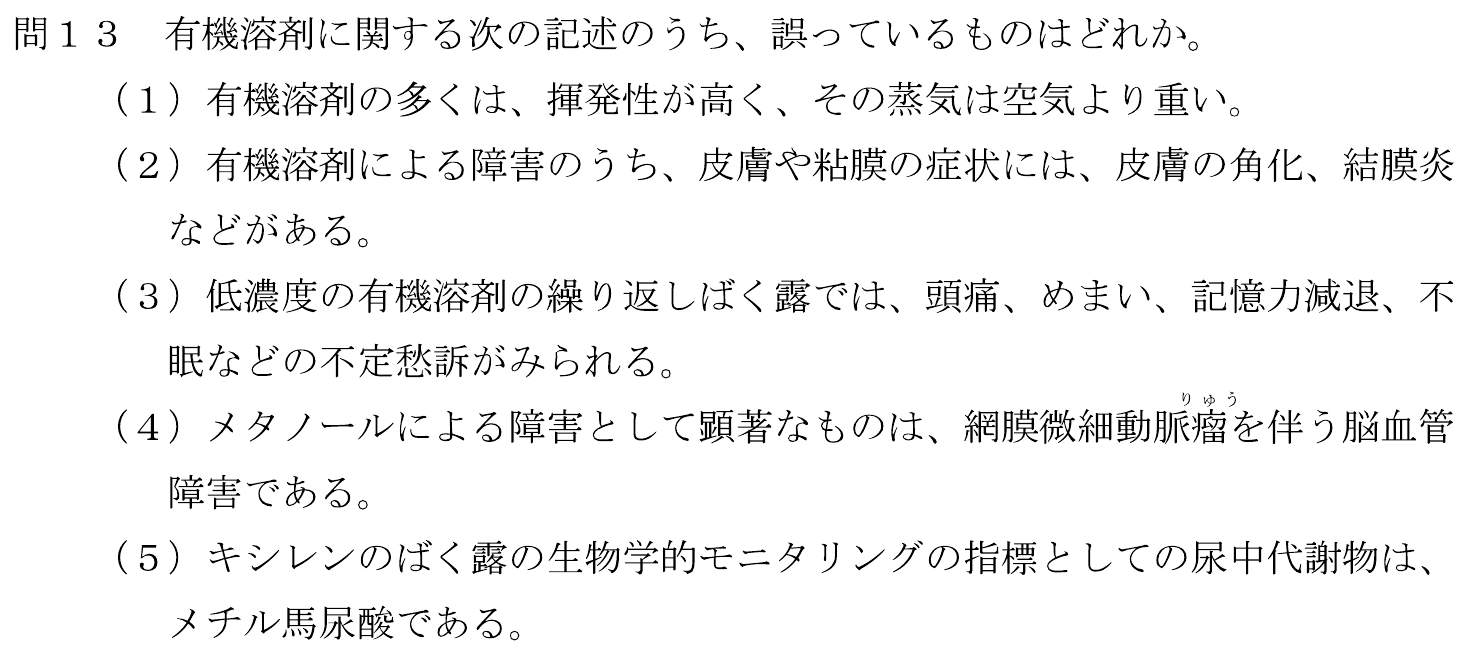 問１３　有機溶剤に関する次の記述のうち、誤っているものはどれか。
（１）有機溶剤の多くは、揮発性が高く、その蒸気は空気より重い。
（２）有機溶剤による障害のうち、皮膚や粘膜の症状には、皮膚の角化、結膜炎
などがある。
（３）低濃度の有機溶剤の繰り返しばく露では、頭痛、めまい、記憶力減退、不
眠などの不定愁訴がみられる。
りゅう
（４）メタノールによる障害として顕著なものは、網膜微細動脈瘤を伴う脳血管
障害である。
（５）キシレンのばく露の生物学的モニタリングの指標としての尿中代謝物は、
メチル馬尿酸である。